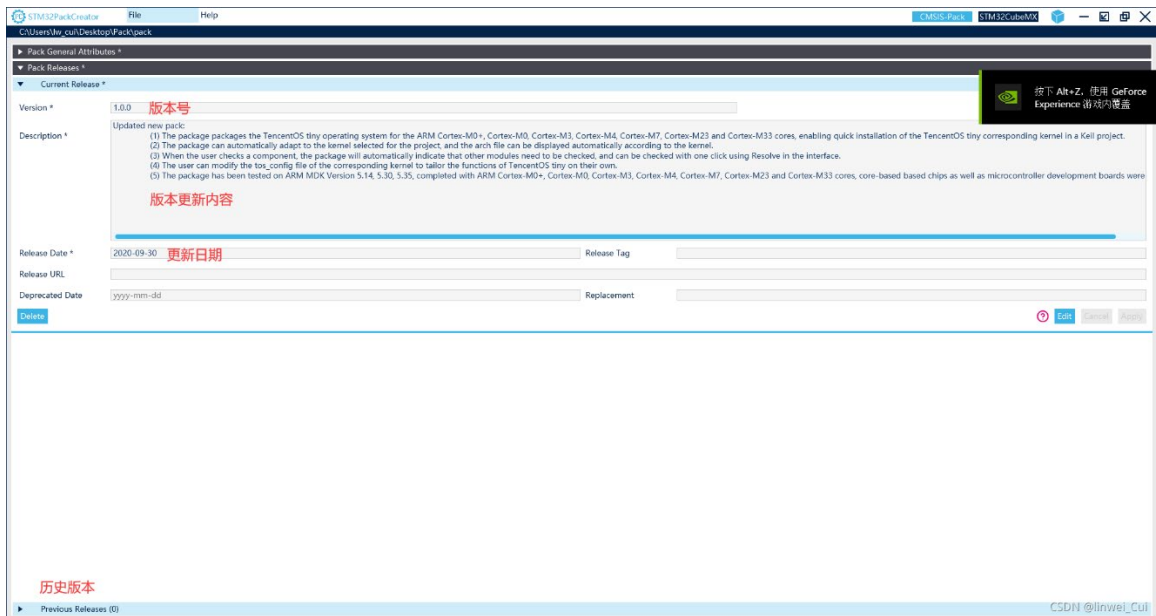 STM32PackCreator File Help CMSIS-Pack STM32CubeMX
C:\Users\lw_cui\Desktop\Pack\pack
Pack General Attributes *
Pack Releases *
Current Release *
按下 Alt+Z，使用 GeForce
Experience 游戏内覆盖
Version * 1.0.0 版本号
Description * Updated new pack:
(1) The package packages the TencentOS tiny operating system for the ARM Cortex-M0+, Cortex-M0, Cortex-M3, Cortex-M4, Cortex-M7, Cortex-M23 and Cortex-M33 cores, enabling quick installation of the TencentOS tiny corresponding kernel in a Keil project.
(2) The package can automatically adapt to the kernel selected for the project, and the arch file can be displayed automatically according to the kernel.
(3) When the user checks a component, the package will automatically indicate that other modules need to be checked, and can be checked with one click using Resolve in the interface.
(4) The user can modify the tos_config file of the corresponding kernel to tailor the functions of TencentOS tiny on their own.
(5) The package has been tested on ARM MDK Version 5.14, 5.30, 5.35, completed with ARM Cortex-M0+, Cortex-M0, Cortex-M3, Cortex-M4, Cortex-M7, Cortex-M23 and Cortex-M33 cores, core-based based chips as well as microcontroller development boards were
版本更新内容
Release Date * 2020-09-30 更新日期 Release Tag
Release URL
Deprecated Date yyyy-mm-dd Replacement
Delete ? Edit Cancel Apply
历史版本
Previous Releases (0)
CSDN @linwei_Cui